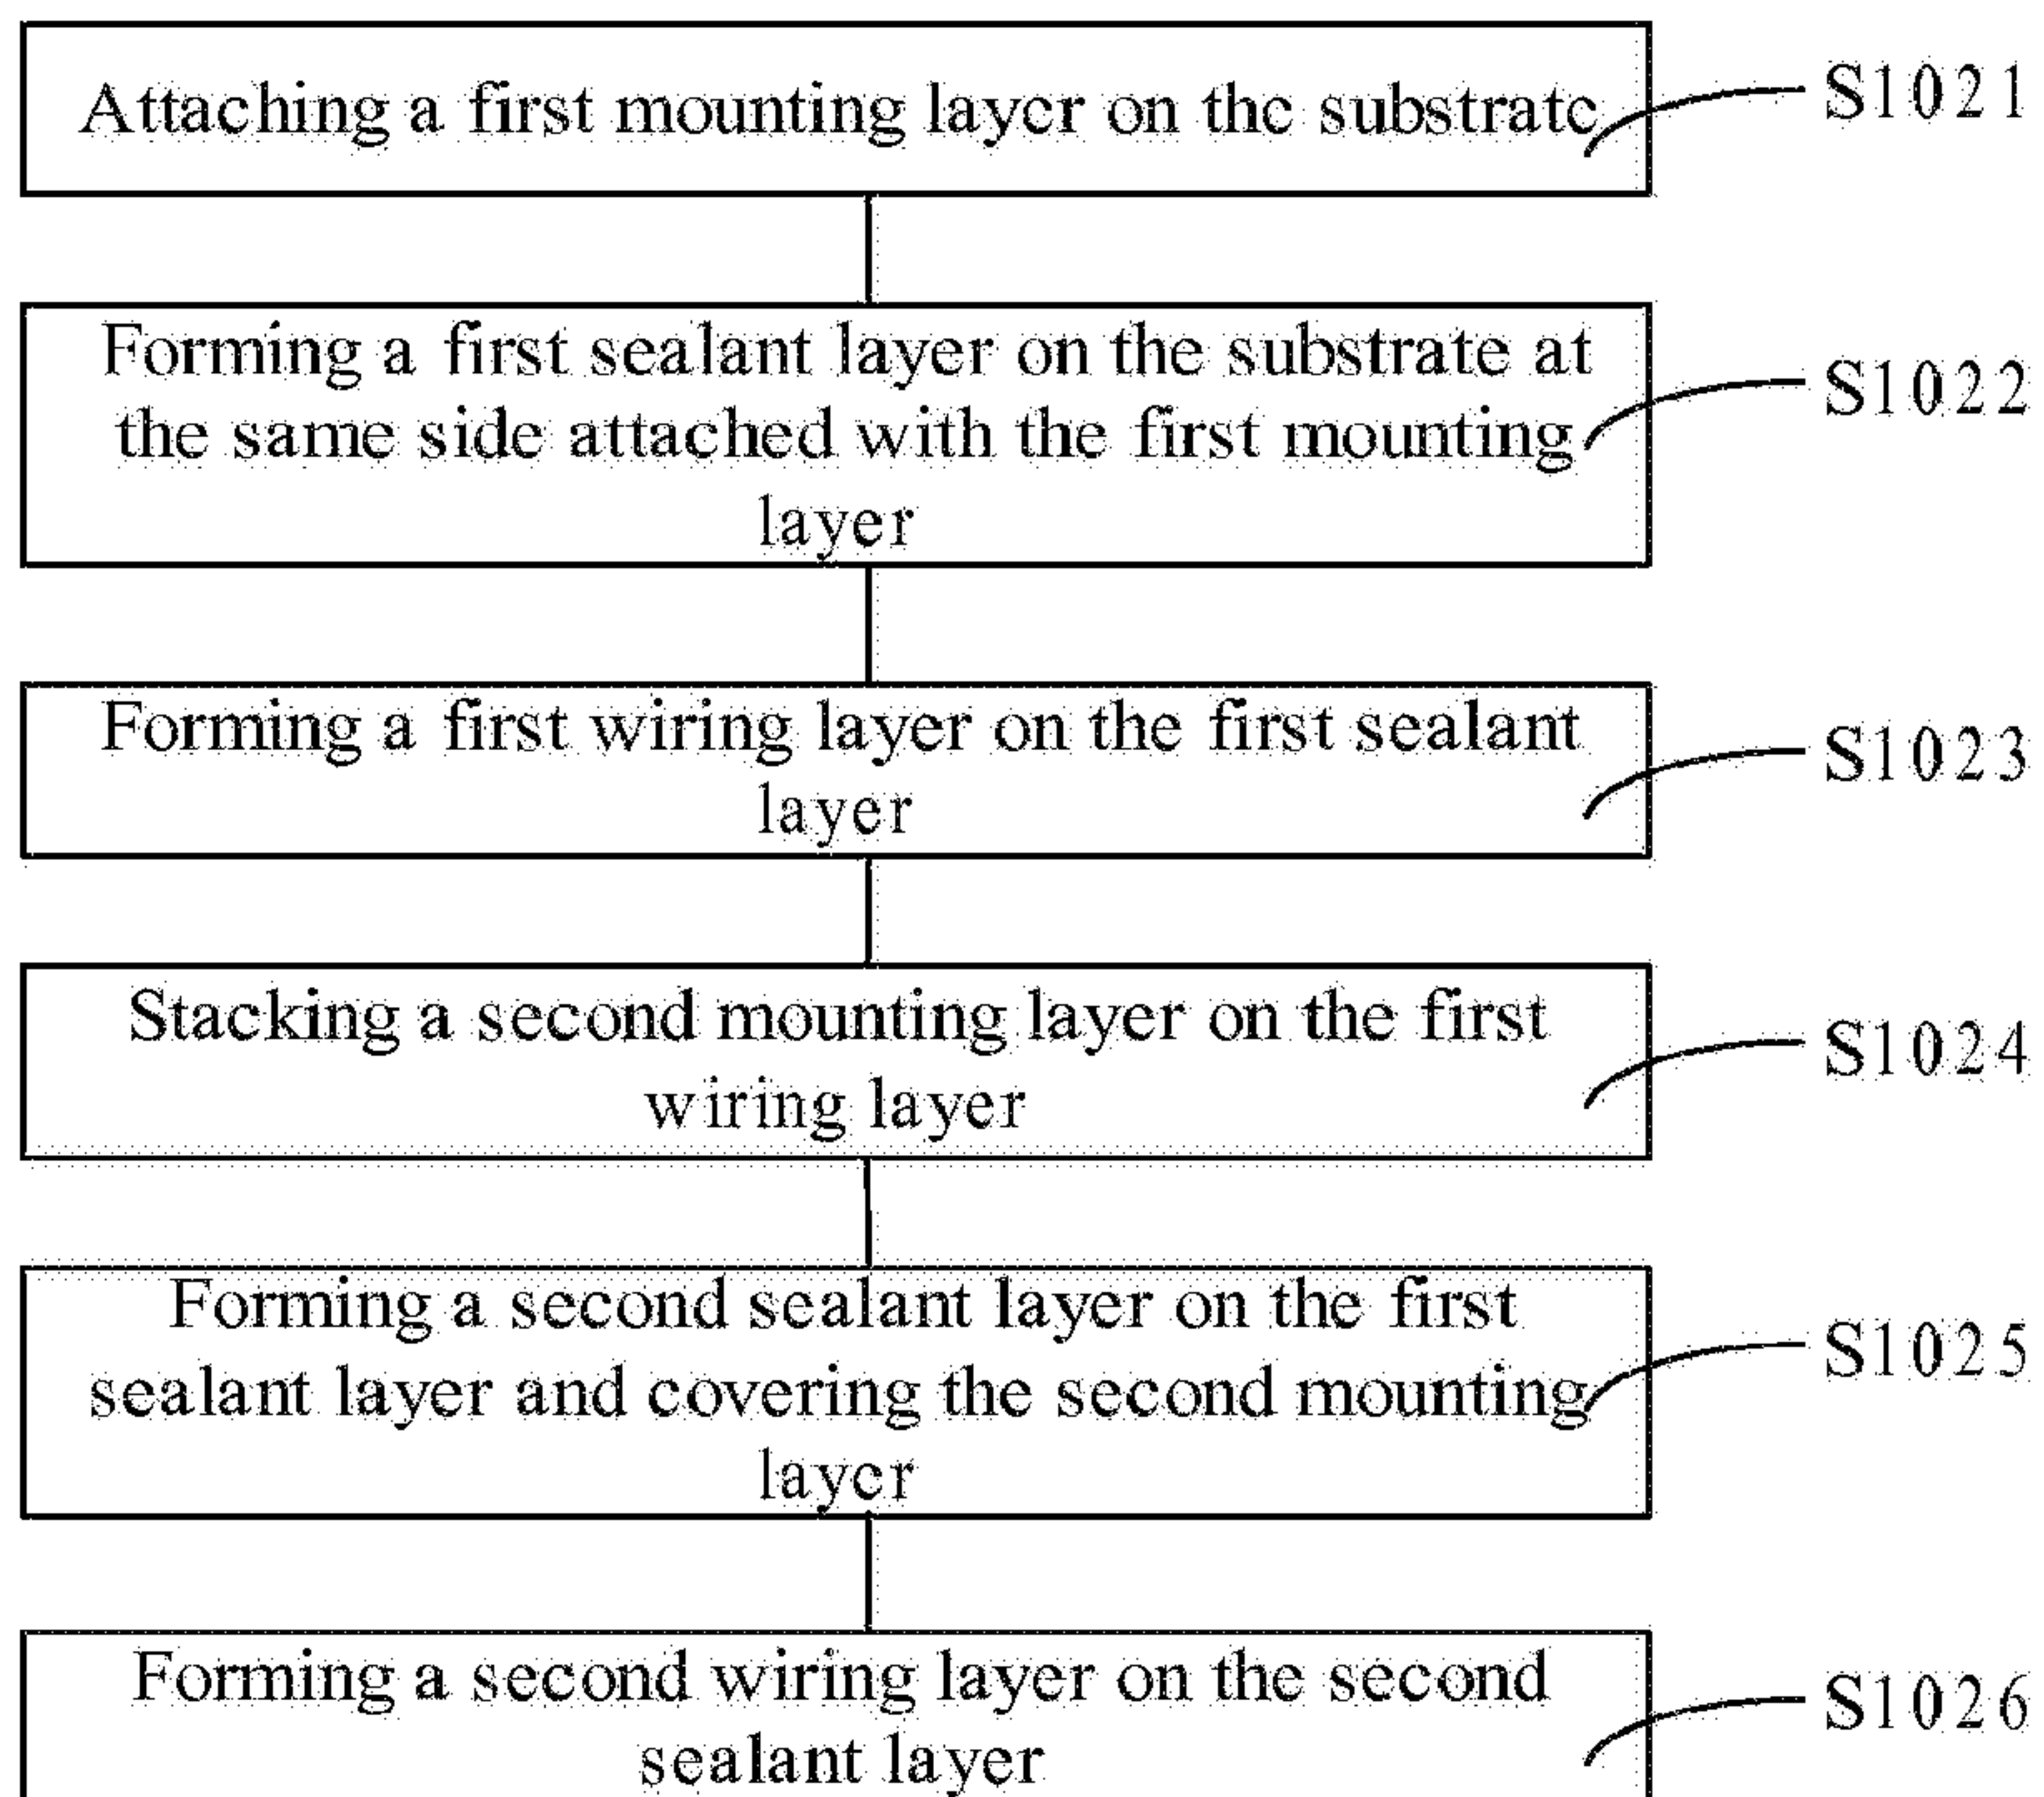 Attaching a first mounting layer on the substrate
S1021
Forming a first sealant layer on the substrate at
the same side attached with the first mounting
layer
S1022
Forming a first wiring layer on the first sealant
layer
S1023
Stacking a second mounting layer on the first
wiring layer
S1024
Forming a second sealant layer on the first
sealant layer and covering the second mounting
layer
S1025
Forming a second wiring layer on the second
sealant layer
S1026